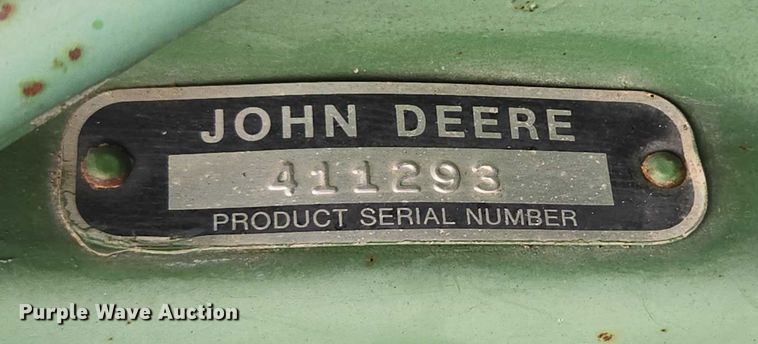 JOHN DEERE
411293
PRODUCT SERIAL NUMBER
Purple Wave Auction